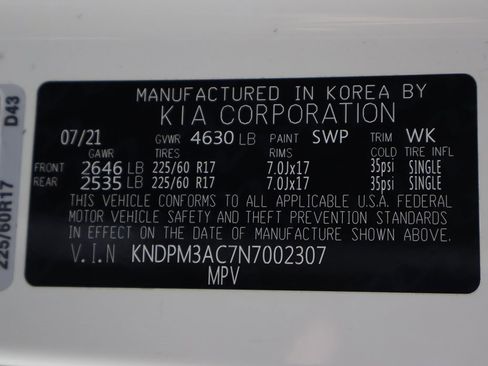 MANUFACTURED IN KOREA BY
KIA CORPORATION
07/21 GVWR 4630 LB PAINT SWP TRIM WK
GAWR TIRES RIMS COLD TIRE INFL
FRONT 2646 LB 225/60 R17 7.0Jx17 35psi SINGLE
REAR 2535 LB 225/60 R17 7.0Jx17 35psi SINGLE
THIS VEHICLE CONFORMS TO ALL APPLICABLE U.S.A. FEDERAL
MOTOR VEHICLE SAFETY AND THEFT PREVENTION STANDARDS
IN EFFECT ON THE DATE OF MANUFACTURE SHOWN ABOVE.
V.I.N KNDPM3AC7N7002307
MPV
225/60R17 D43